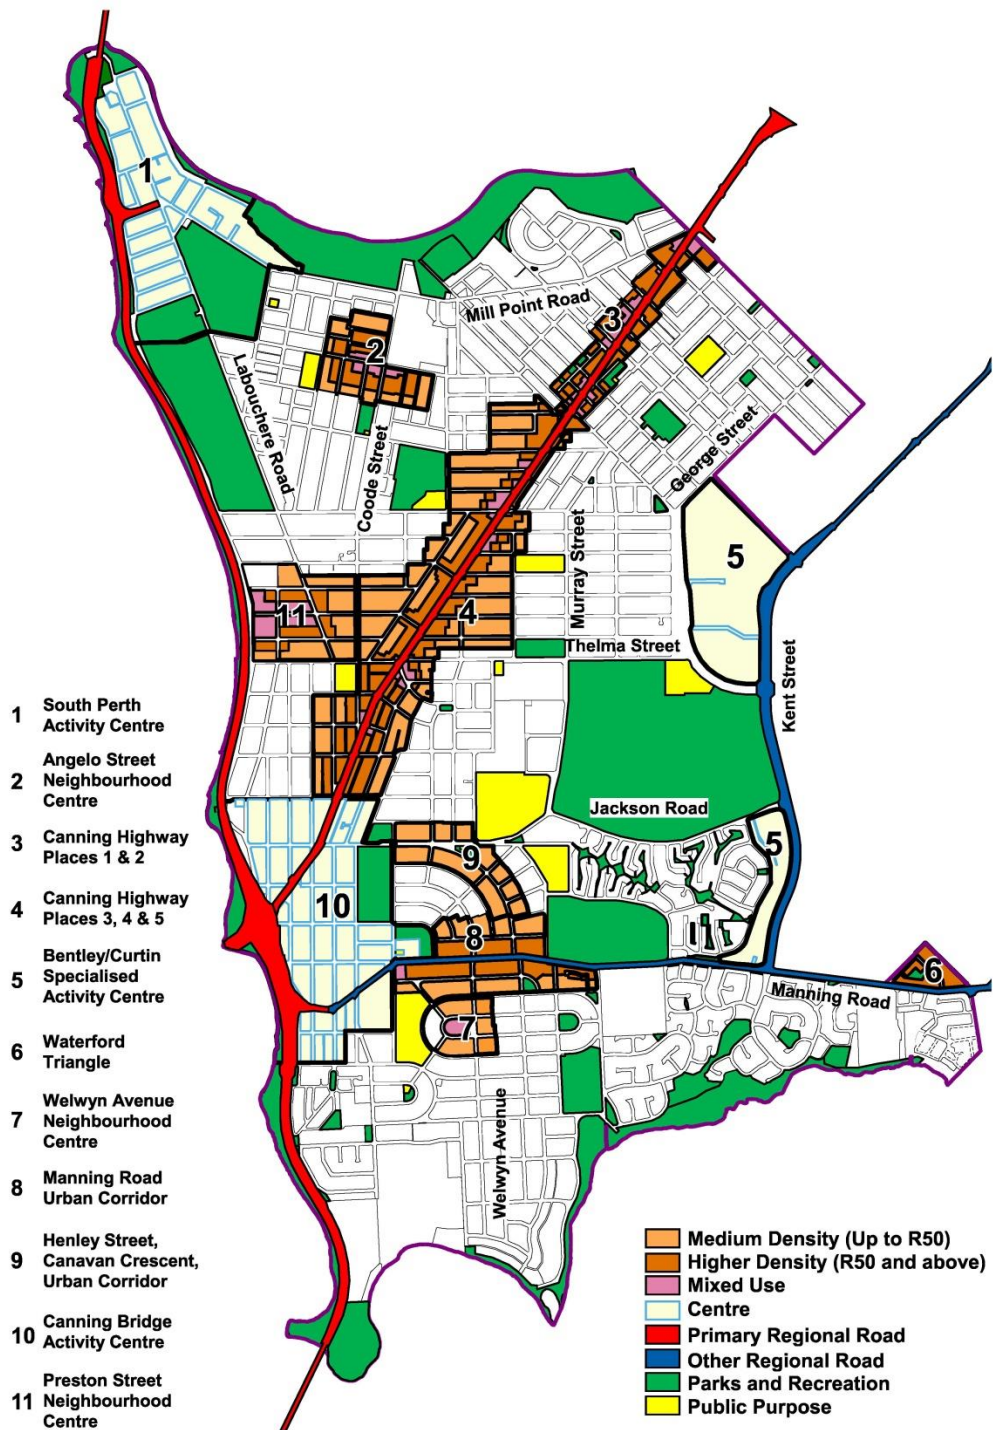 1
2
3
Mill Point Road
Labouchere Road
Coode Street
George Street
Murray Street
5
4
11
Thelma Street
Kent Street
Jackson Road
9
5
10
8
6
Manning Road
7
Welwyn Avenue
1 South Perth
Activity Centre
2 Angelo Street
Neighbourhood
Centre
3 Canning Highway
Places 1 & 2
4 Canning Highway
Places 3, 4 & 5
5 Bentley/Curtin
Specialised
Activity Centre
6 Waterford
Triangle
7 Welwyn Avenue
Neighbourhood
Centre
8 Manning Road
Urban Corridor
9 Henley Street,
Canavan Crescent,
Urban Corridor
10 Canning Bridge
Activity Centre
11 Preston Street
Neighbourhood
Centre
Medium Density (Up to R50)
Higher Density (R50 and above)
Mixed Use
Centre
Primary Regional Road
Other Regional Road
Parks and Recreation
Public Purpose